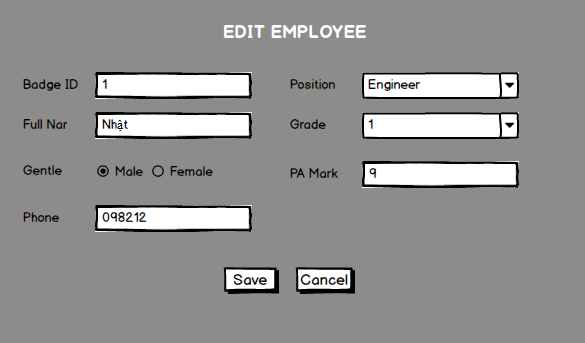 EDIT EMPLOYEE
Badge ID 1 Position Engineer
Full Nar Nhật Grade 1
Gentle Male Female PA Mark 9
Phone 098212
Save Cancel